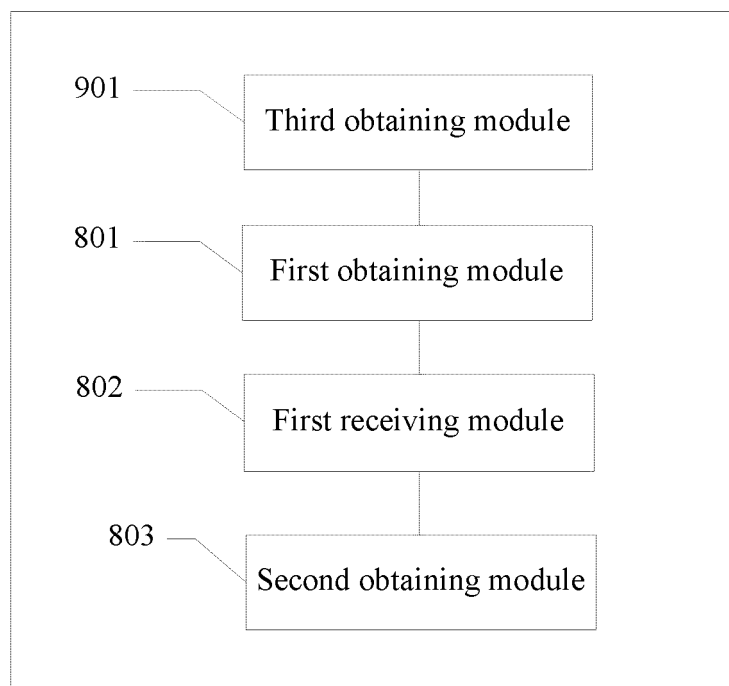 901
Third obtaining module
801
First obtaining module
802
First receiving module
803
Second obtaining module